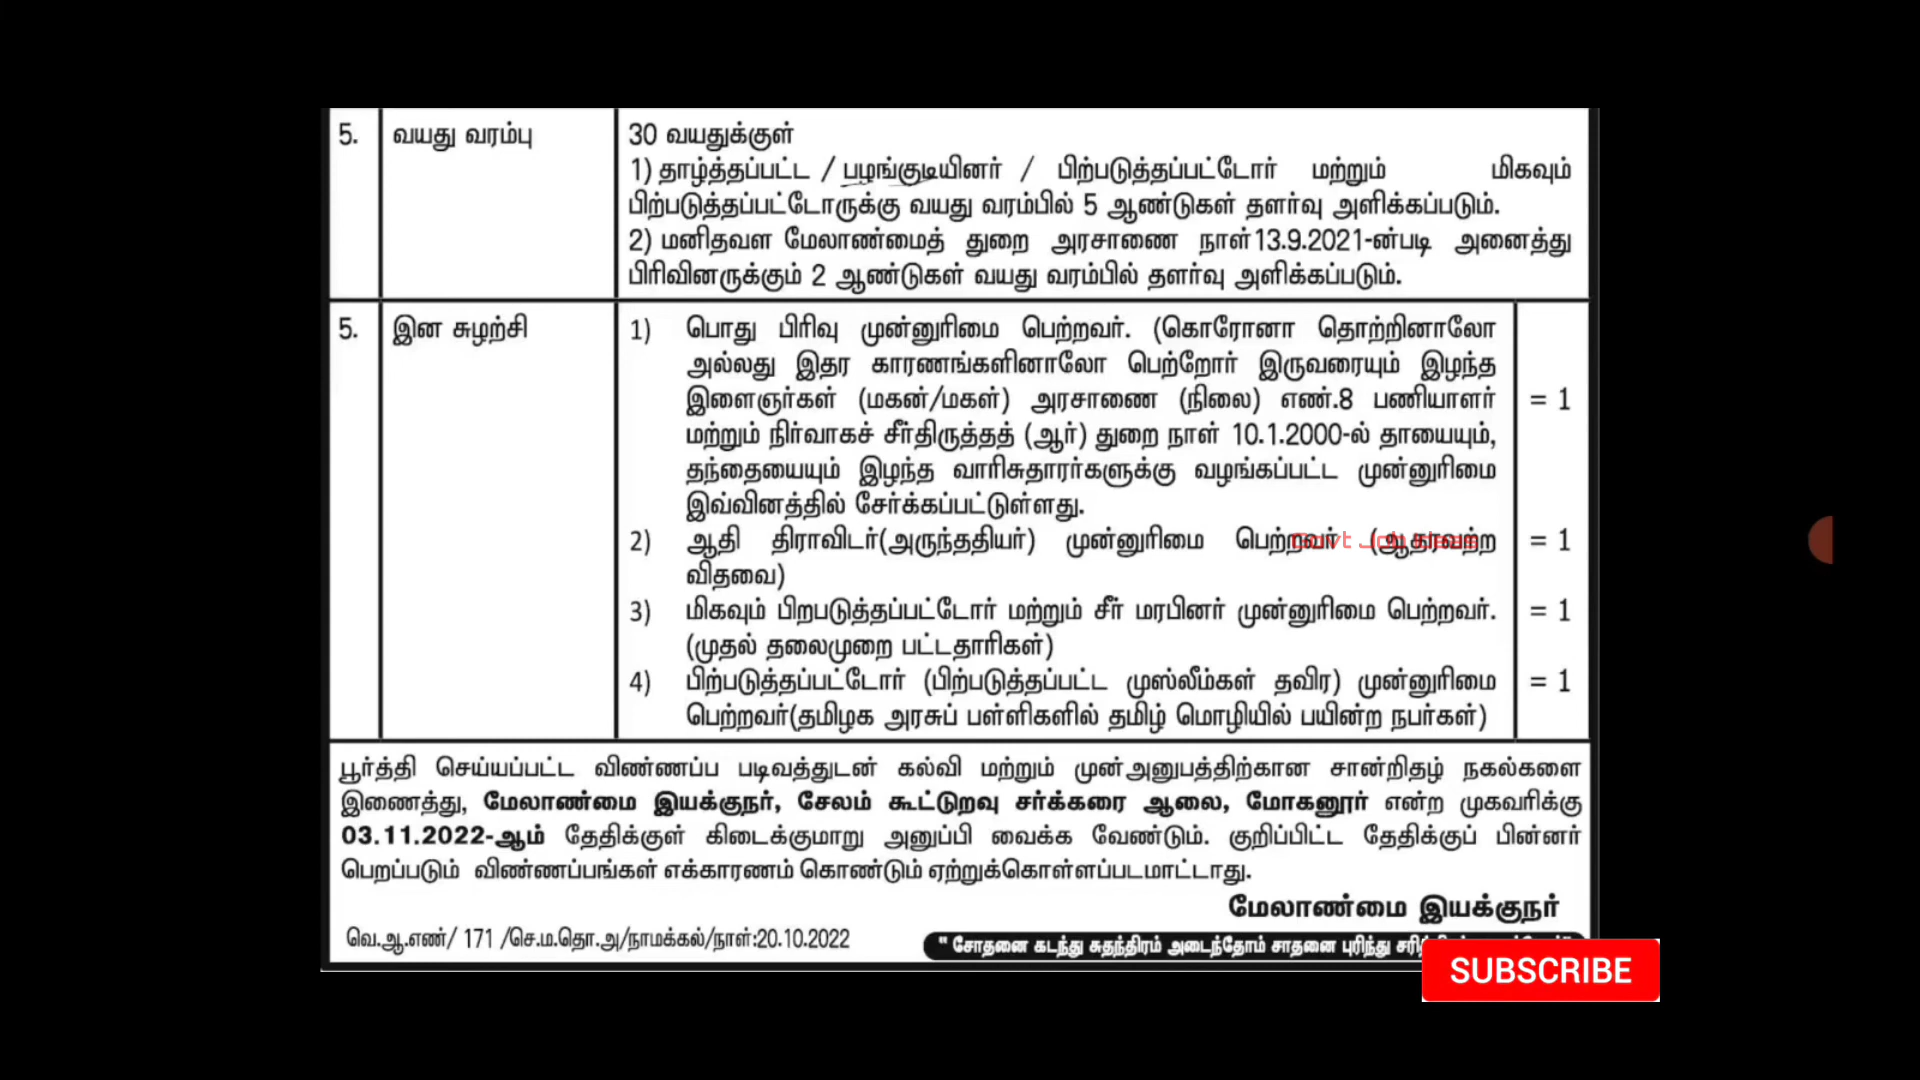 5. வயது வரம்பு 30 வயதுக்குள்
1) தாழ்த்தப்பட்ட / பழங்குடியினர் / பிற்படுத்தப்பட்டோர் மற்றும் மிகவும்
பிற்படுத்தப்பட்டோருக்கு வயது வரம்பில் 5 ஆண்டுகள் தளர்வு அளிக்கப்படும்.
2) மனிதவள மேலாண்மைத் துறை அரசாணை நாள்13.9.2021-ன்படி அனைத்து
பிரிவினருக்கும் 2 ஆண்டுகள் வயது வரம்பில் தளர்வு அளிக்கப்படும்.
5. இன சுழற்சி 1) பொது பிரிவு முன்னுரிமை பெற்றவர். (கொரோனா தொற்றினாலோ
அல்லது இதர காரணங்களினாலோ பெற்றோர் இருவரையும் இழந்த
இளைஞர்கள் (மகன்/மகள்) அரசாணை (நிலை) எண்.8 பணியாளர் = 1
மற்றும் நிர்வாகச் சீர்திருத்தத் (ஆர்) துறை நாள் 10.1.2000-ல் தாயையும்,
தந்தையையும் இழந்த வாரிசுதாரர்களுக்கு வழங்கப்பட்ட முன்னுரிமை
இவ்வினத்தில் சேர்க்கப்பட்டுள்ளது.
2) ஆதி திராவிடர்(அருந்ததியர்) முன்னுரிமை பெற்றவர் (ஆதரவற்ற = 1
Govt Job
விதவை)
3) மிகவும் பிறபடுத்தப்பட்டோர் மற்றும் சீர் மரபினர் முன்னுரிமை பெற்றவர். = 1
(முதல் தலைமுறை பட்டதாரிகள்)
4) பிற்படுத்தப்பட்டோர் (பிற்படுத்தப்பட்ட முஸ்லீம்கள் தவிர) முன்னுரிமை = 1
பெற்றவர்(தமிழக அரசுப் பள்ளிகளில் தமிழ் மொழியில் பயின்ற நபர்கள்)
பூர்த்தி செய்யப்பட்ட விண்ணப்ப படிவத்துடன் கல்வி மற்றும் முன்அனுபத்திற்கான சான்றிதழ் நகல்களை
இணைத்து, மேலாண்மை இயக்குநர், சேலம் கூட்டுறவு சர்க்கரை ஆலை, மோகனூர் என்ற முகவரிக்கு
03.11.2022-ஆம் தேதிக்குள் கிடைக்குமாறு அனுப்பி வைக்க வேண்டும். குறிப்பிட்ட தேதிக்குப் பின்னர்
பெறப்படும் விண்ணப்பங்கள் எக்காரணம் கொண்டும் ஏற்றுக்கொள்ளப்படமாட்டாது.
மேலாண்மை இயக்குநர்
வெ.ஆ.எண்/ 171 /செ.ம.தொ.அ/நாமக்கல்/நாள்:20.10.2022
" சோதனை கடந்து சுதந்திரம் அடைந்தோம் சாதனை புரிந்து
SUBSCRIBE